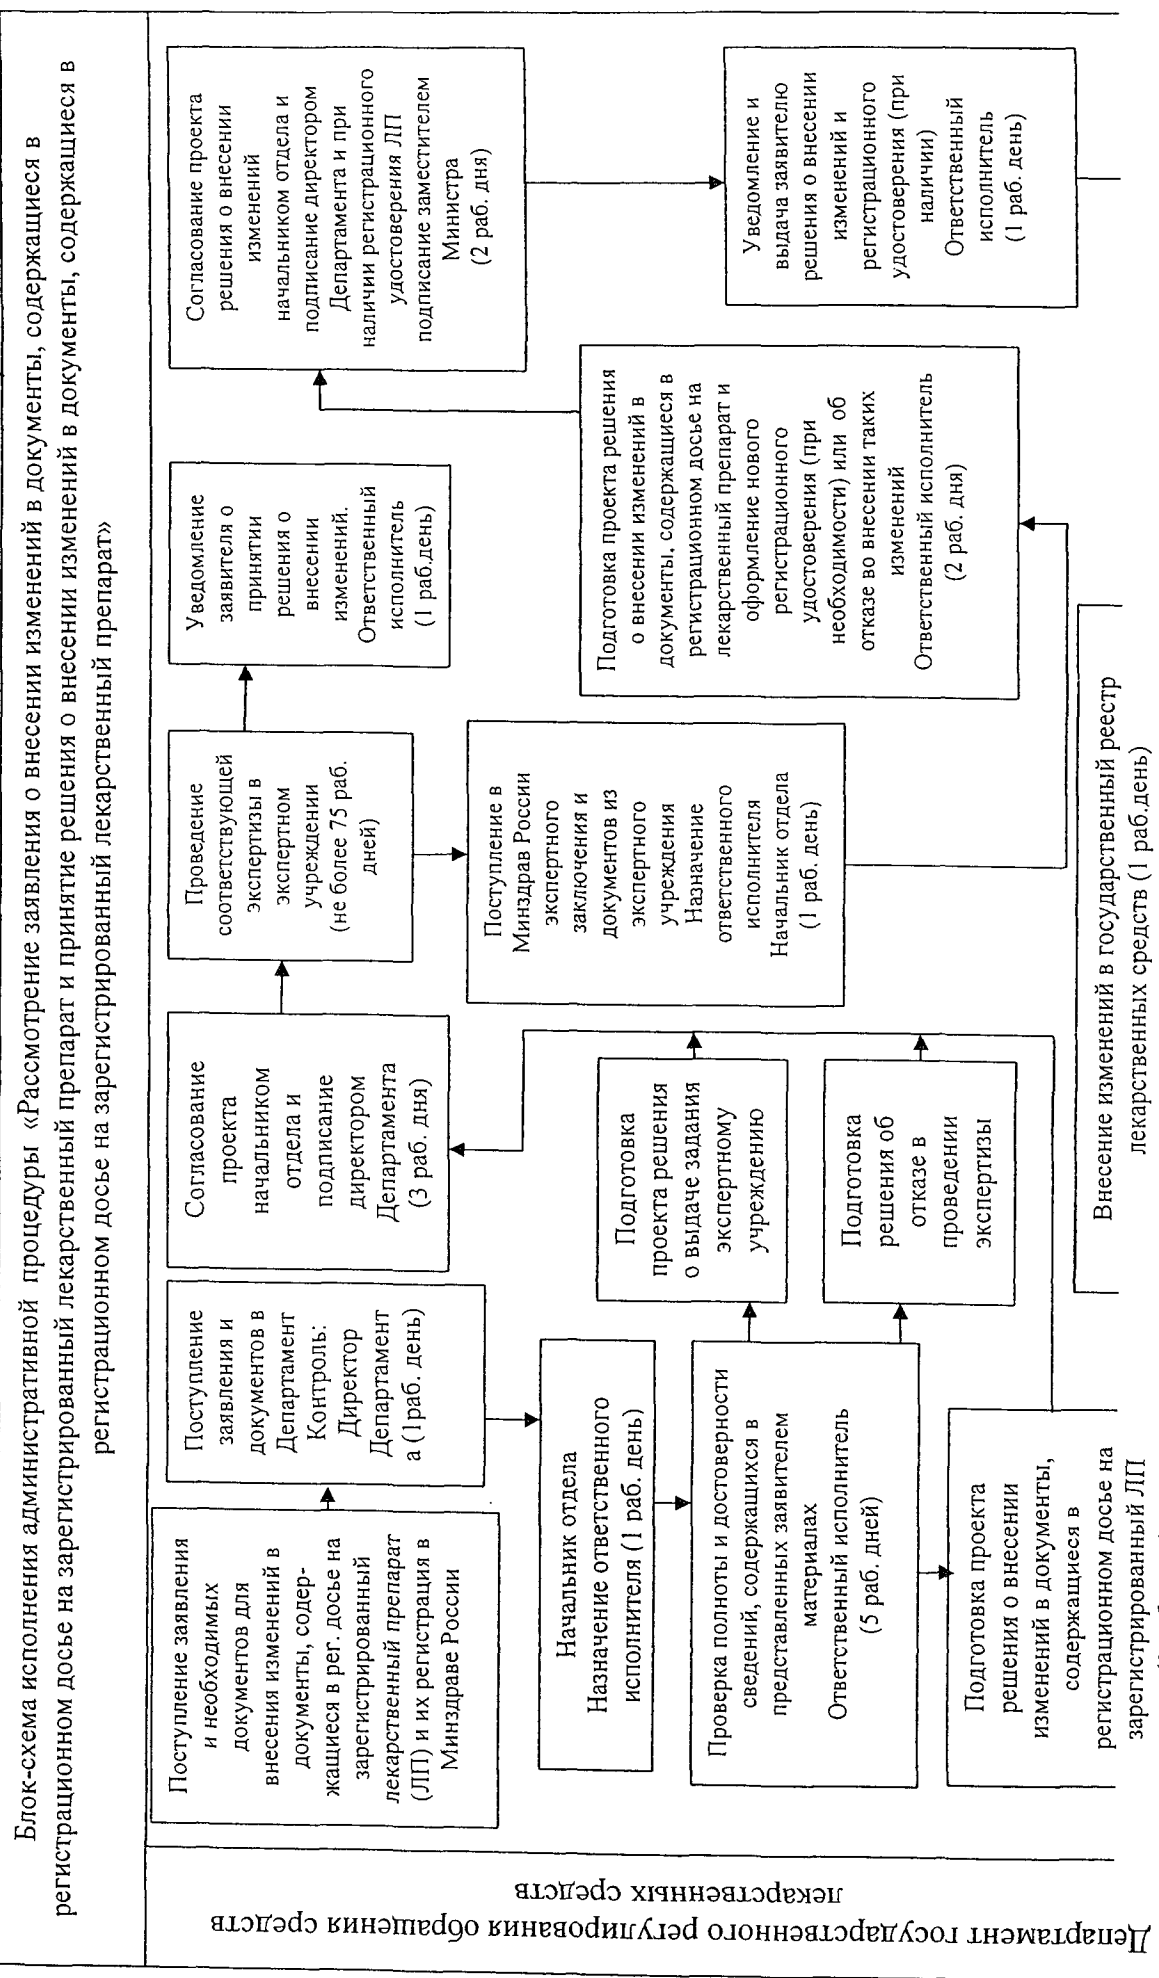 Блок-схема исполнения административной процедуры «Рассмотрение заявления о внесении изменений в документы, содержащиеся в
регистрационном досье на зарегистрированный лекарственный препарат и принятие решения о внесении изменений в документы, содержащиеся в
регистрационном досье на зарегистрированный лекарственный препарат»
Департамент государственного регулирования обращения средств
лекарственных средств
Поступление заявления
и необходимых
документов для
внесения изменений в
документы, содер-
жащиеся в рег. досье на
зарегистрированный
лекарственный препарат
(ЛП) и их регистрация в
Минздраве России
Поступление
заявления и
документов в
Департамент
Контроль:
Директор
Департамент
а (1раб. день)
Начальник отдела
Назначение ответственного
исполнителя (1 раб. день)
Проверка полноты и достоверности
сведений, содержащихся в
представленных заявителем
материалах
Ответственный исполнитель
(5 раб. дней)
Подготовка проекта
решения о внесении
изменений в документы,
содержащиеся в
регистрационном досье на
зарегистрированный ЛП
Подготовка
проекта решения
о выдаче задания
экспертному
учреждению
Подготовка
решения об
отказе в
проведении
экспертизы
Согласование
проекта
начальником
отдела и
подписание
директором
Департамента
(3 раб. дня)
Проведение
соответствующей
экспертизы в
экспертном
учреждении
(не более 75 раб.
дней)
Уведомление
заявителя о
принятии
решения о
внесении
изменений.
Ответственный
исполнитель
(1 раб.день)
Поступление в
Минздрав России
экспертного
заключения и
документов из
экспертного
учреждения
Назначение
ответственного
исполнителя
Начальник отдела
(1 раб. день)
Подготовка проекта решения
о внесении изменений в
документы, содержащиеся в
регистрационном досье на
лекарственный препарат и
оформление нового
регистрационного
удостоверения (при
необходимости) или об
отказе во внесении таких
изменений
Ответственный исполнитель
(2 раб. дня)
Согласование проекта
решения о внесении
изменений
начальником отдела и
подписание директором
Департамента и при
наличии регистрационного
удостоверения ЛП
подписание заместителем
Министра
(2 раб. дня)
Уведомление и
выдача заявителю
решения о внесении
изменений и
регистрационного
удостоверения (при
наличии)
Ответственный
исполнитель
(1 раб. день)
Внесение изменений в государственный реестр
лекарственных средств (1 раб.день)